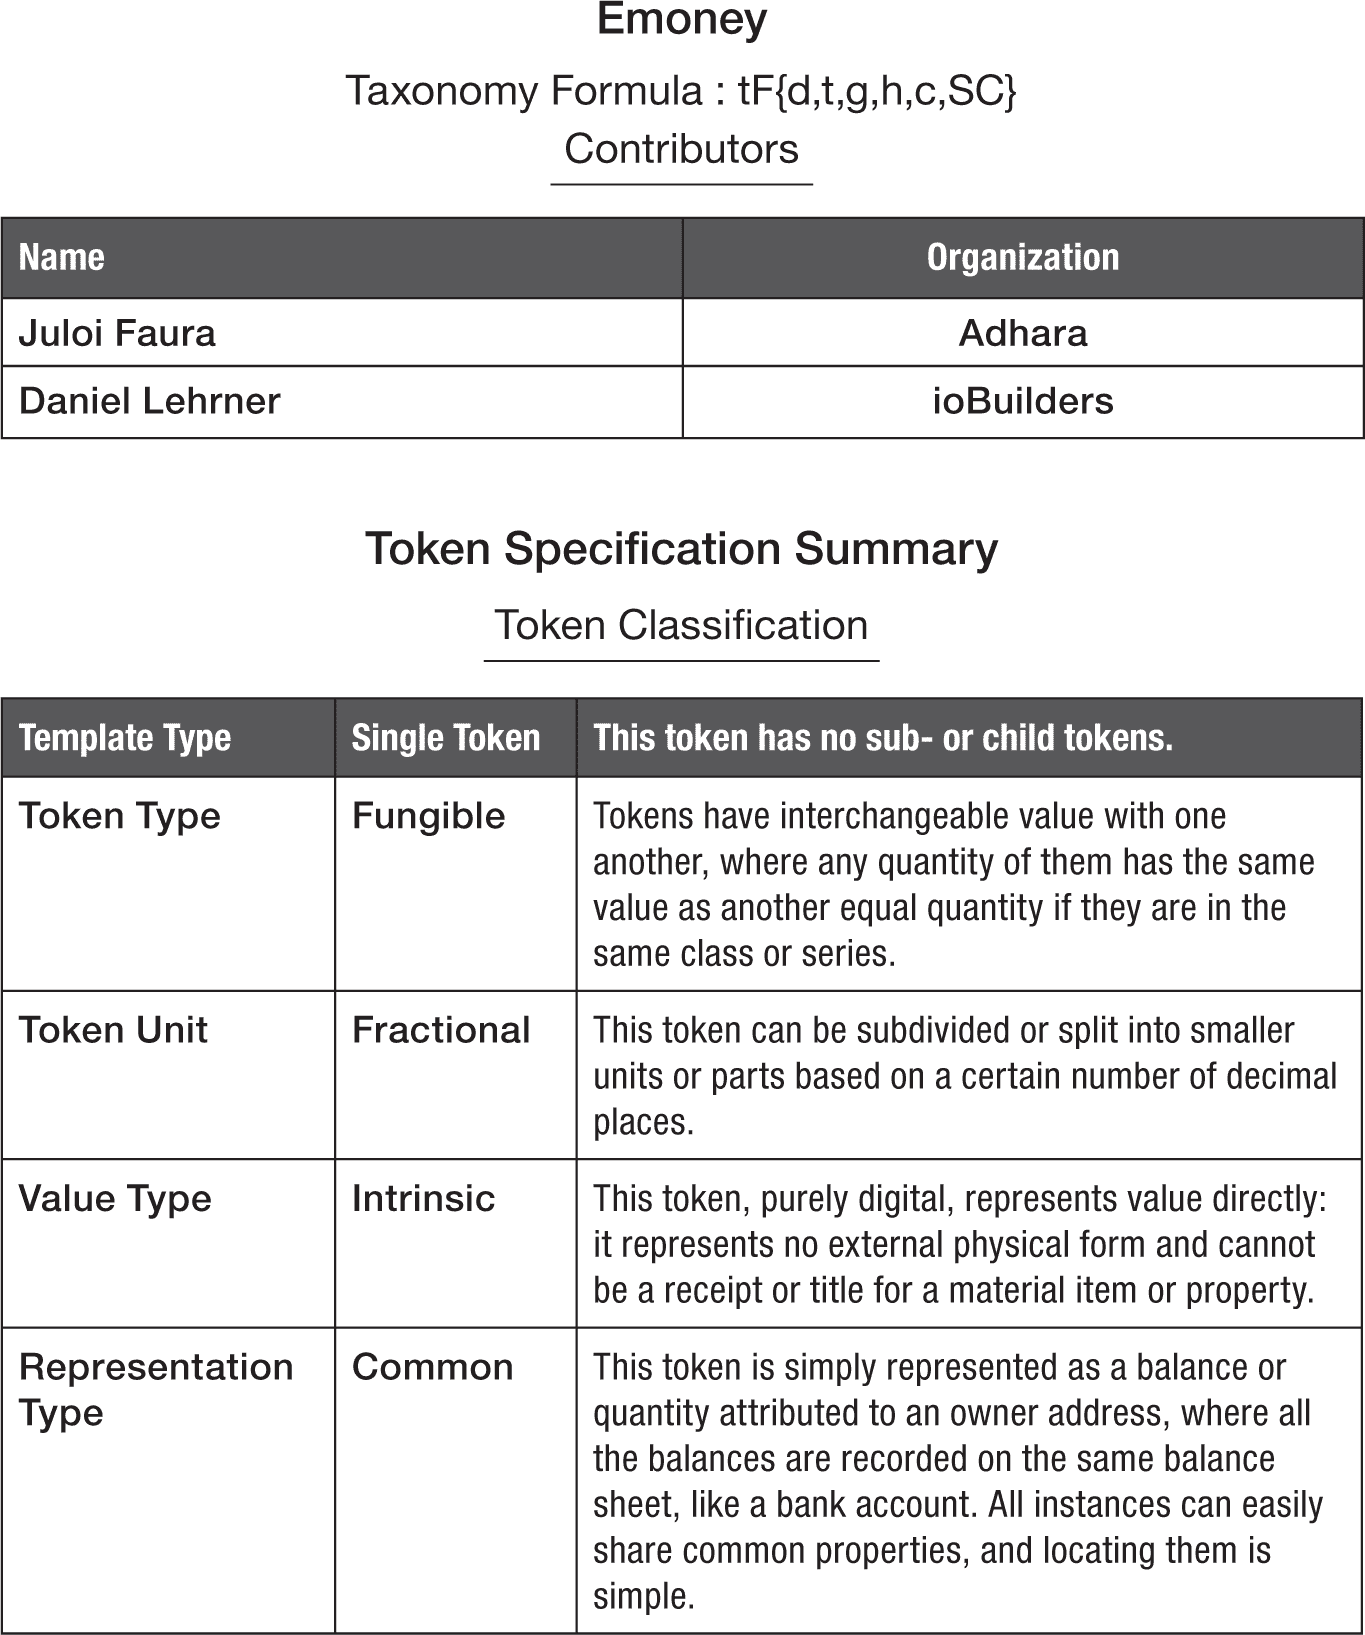 Emoney
Taxonomy Formula : tF{d,t,g,h,c,SC}
Contributors
Name Organization
Juloi Faura Adhara
Daniel Lehrner ioBuilders
Token Specification Summary
Token Classification
Template Type Single Token This token has no sub- or child tokens.
Token Type Fungible Tokens have interchangeable value with one
another, where any quantity of them has the same
value as another equal quantity if they are in the
same class or series.
Token Unit Fractional This token can be subdivided or split into smaller
units or parts based on a certain number of decimal
places.
Value Type Intrinsic This token, purely digital, represents value directly:
it represents no external physical form and cannot
be a receipt or title for a material item or property.
Representation Common This token is simply represented as a balance or
Type quantity attributed to an owner address, where all
the balances are recorded on the same balance
sheet, like a bank account. All instances can easily
share common properties, and locating them is
simple.